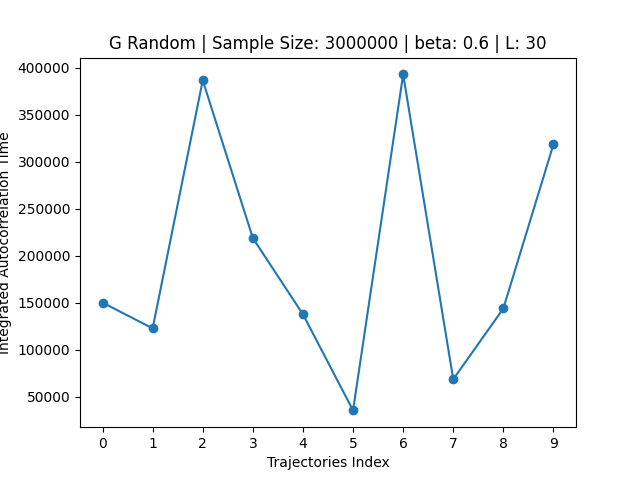 G Random | Sample Size: 3000000 | beta: 0.6 | L: 30
Integrated Autocorrelation Time
400000
350000
300000
250000
200000
150000
100000
50000
0 1 2 3 4 5 6 7 8 9
Trajectories Index